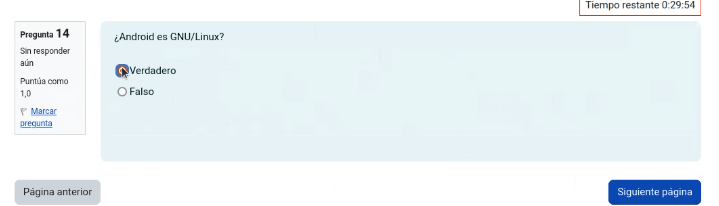 Tiempo restante 0:29:54
Pregunta 14
Sin responder
aún
Puntúa como
1,0
Marcar
pregunta
¿Android es GNU/Linux?
Verdadero
Falso
Página anterior
Siguiente página